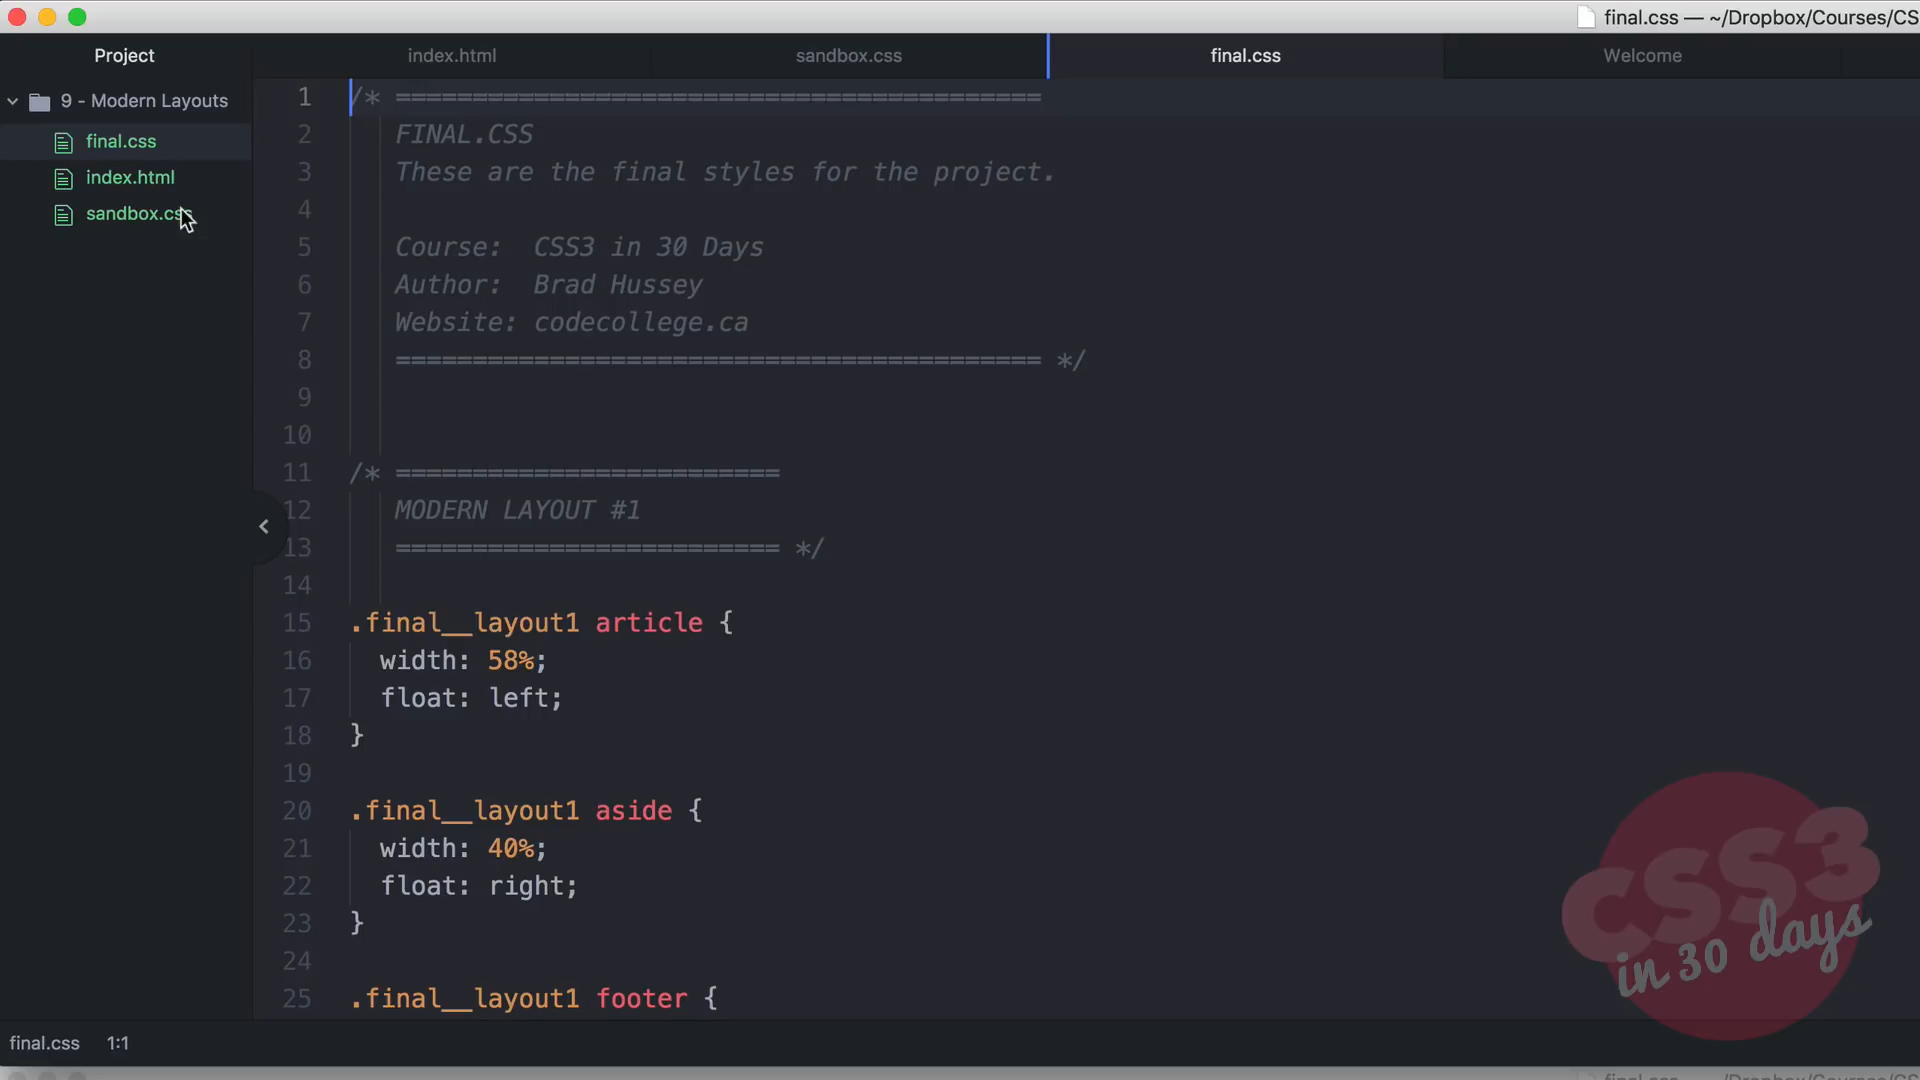 final.css — ~/Dropbox/Courses/CS
Project
index.html
sandbox.css
final.css
Welcome
9 - Modern Layouts
final.css
index.html
sandbox.css
1 /* ==========================================
2 FINAL.CSS
3 These are the final styles for the project.
4
5 Course: CSS3 in 30 Days
6 Author: Brad Hussey
7 Website: codecollege.ca
8 ========================================== */
9
10
11 /* =========================
12 MODERN LAYOUT #1
13 ========================= */
14
15 .final__layout1 article {
16 width: 58%;
17 float: left;
18 }
19
20 .final__layout1 aside {
21 width: 40%;
22 float: right;
23 }
24
25 .final__layout1 footer {
CSS3
in 30 days
final.css 1:1